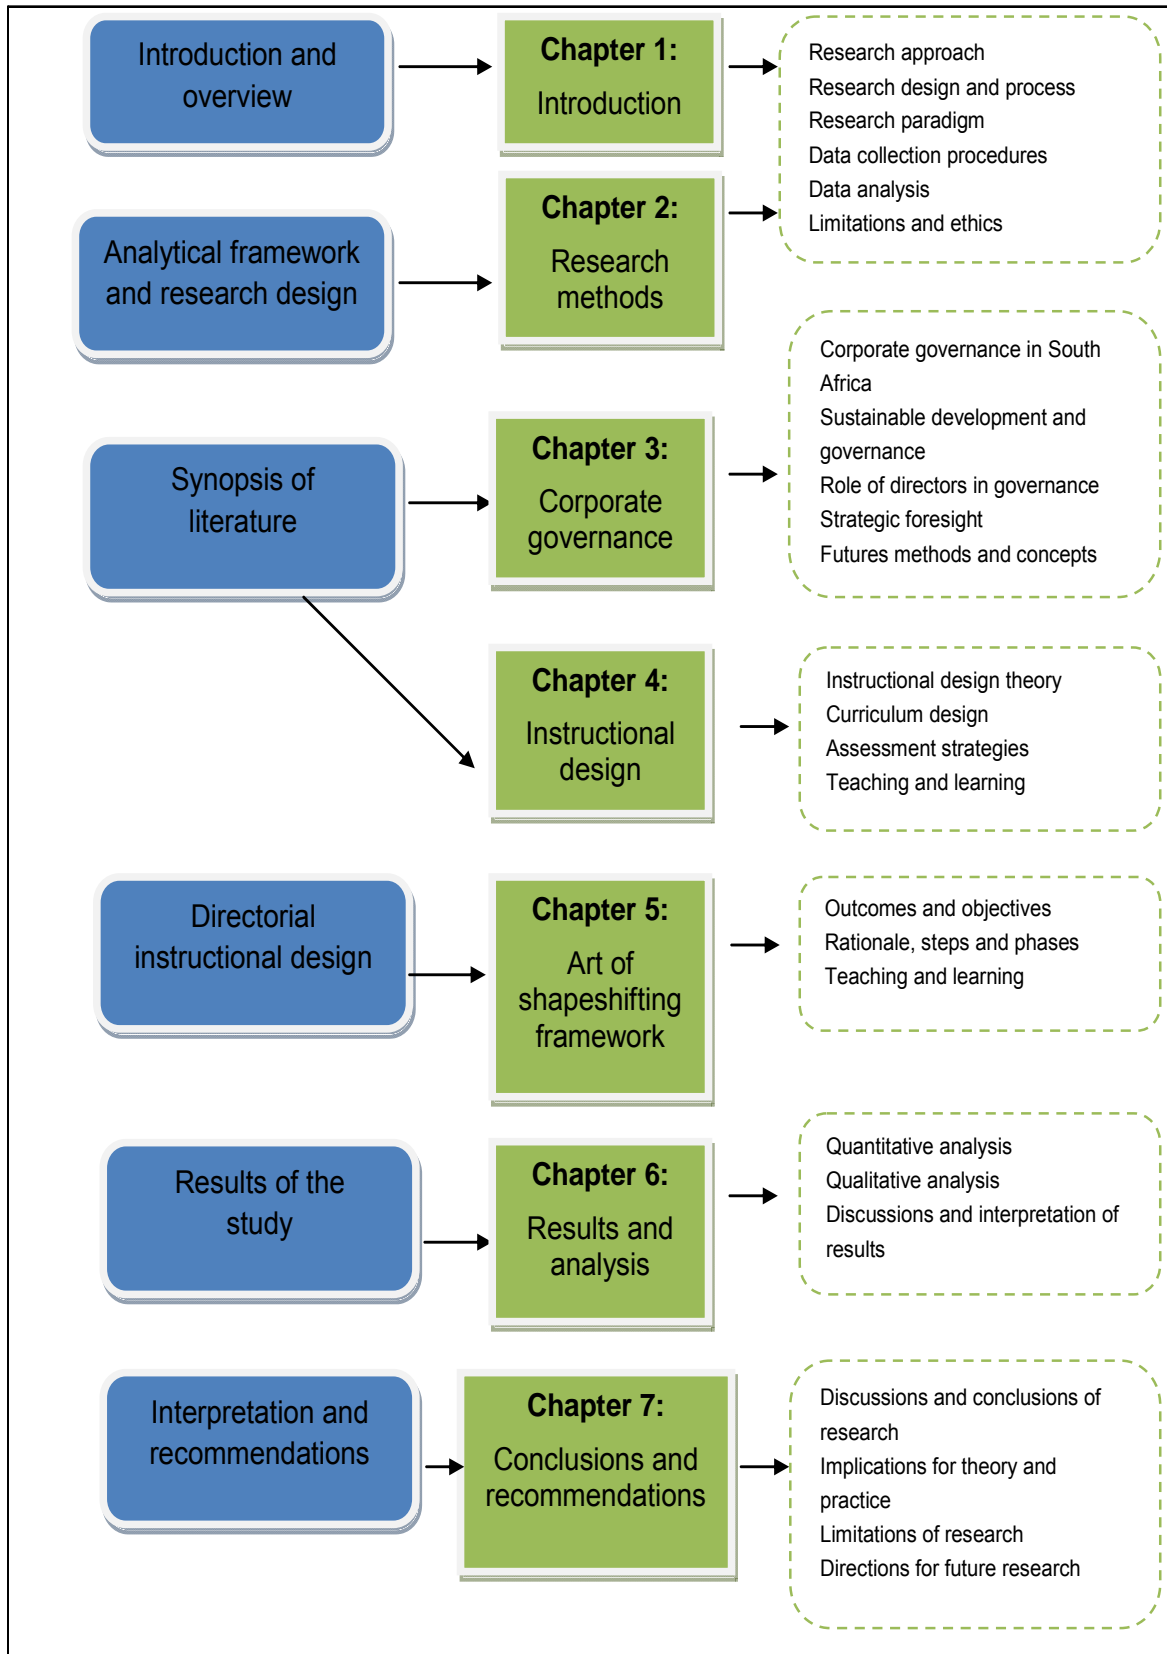 Introduction and
overview
Chapter 1:
Introduction
Research approach
Research design and process
Research paradigm
Data collection procedures
Data analysis
Limitations and ethics
Analytical framework
and research design
Chapter 2:
Research
methods
Synopsis of
literature
Chapter 3:
Corporate
governance
Corporate governance in South
Africa
Sustainable development and
governance
Role of directors in governance
Strategic foresight
Futures methods and concepts
Chapter 4:
Instructional
design
Instructional design theory
Curriculum design
Assessment strategies
Teaching and learning
Directorial
instructional design
Chapter 5:
Art of
shapeshifting
framework
Outcomes and objectives
Rationale, steps and phases
Teaching and learning
Results of the
study
Chapter 6:
Results and
analysis
Quantitative analysis
Qualitative analysis
Discussions and interpretation of
results
Interpretation and
recommendations
Chapter 7:
Conclusions and
recommendations
Discussions and conclusions of
research
Implications for theory and
practice
Limitations of research
Directions for future research